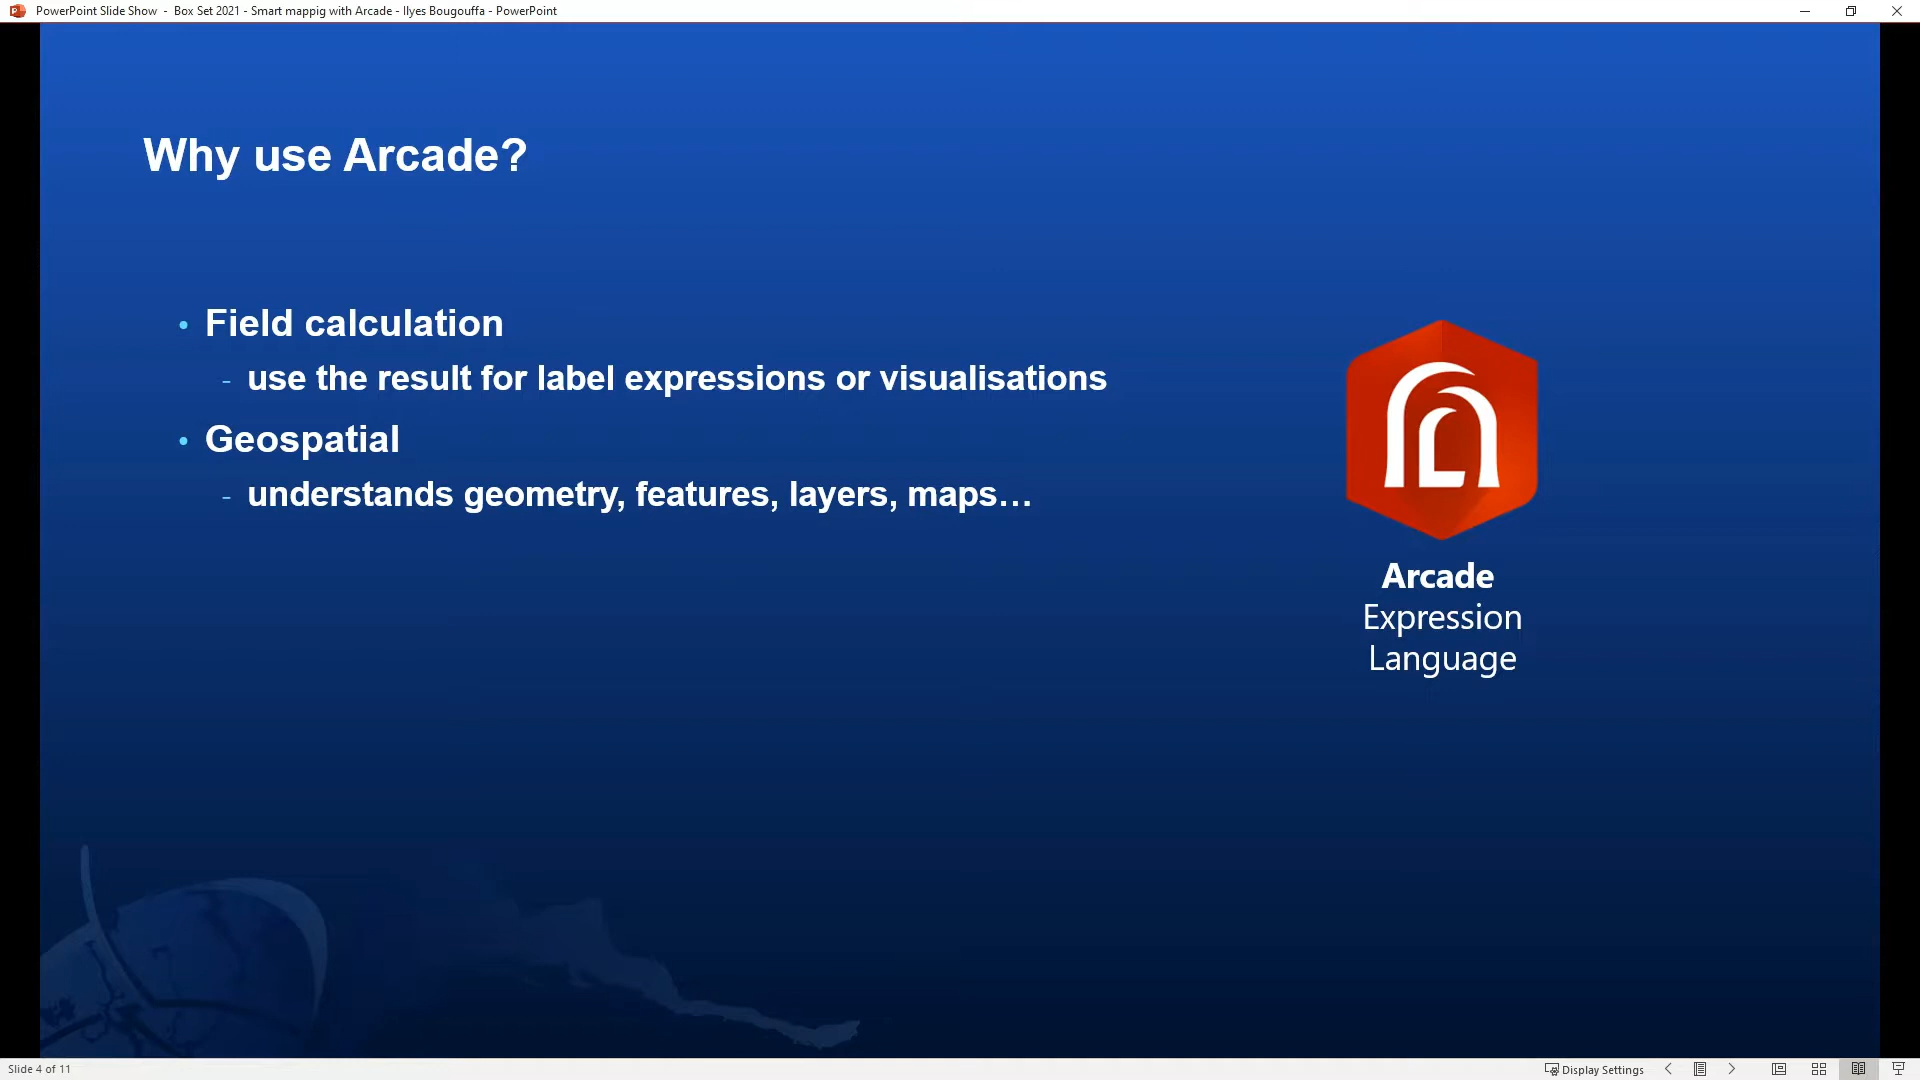 PowerPoint Slide Show - Box Set 2021 - Smart mappig with Arcade - Ilyes Bougouffa - PowerPoint
Why use Arcade?
• Field calculation
- use the result for label expressions or visualisations
• Geospatial
- understands geometry, features, layers, maps…
Arcade
Expression
Language
Slide 4 of 11
Display Settings